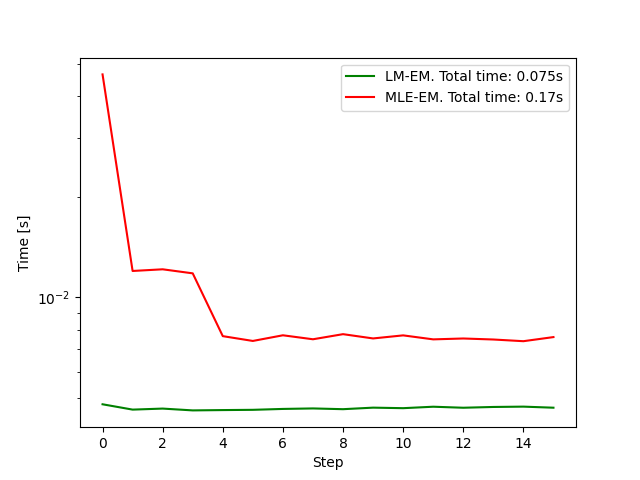 LM-EM. Total time: 0.075s
MLE-EM. Total time: 0.17s
Time [s]
10⁻²
0 2 4 6 8 10 12 14
Step